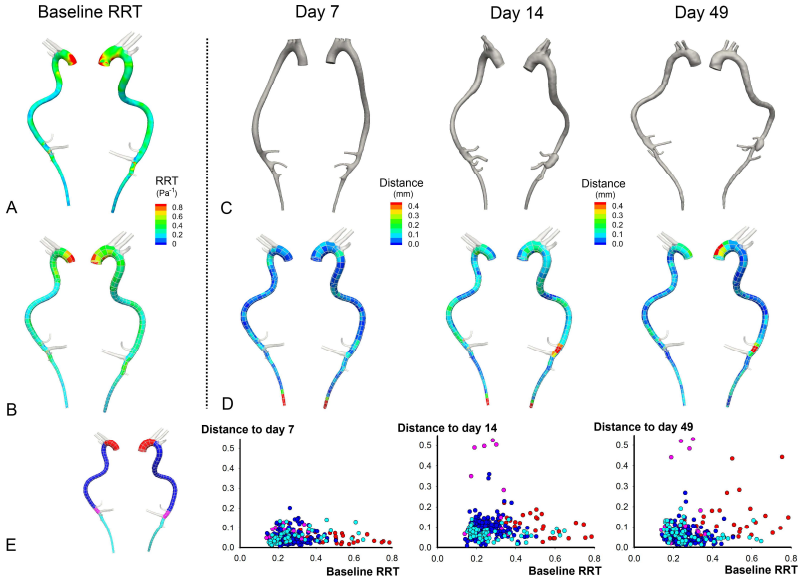 Baseline RRT
Day 7
Day 14
Day 49
A
RRT
(Pa-1)
0.8
0.6
0.4
0.2
0
C
Distance
(mm)
0.4
0.3
0.2
0.1
0.0
Distance
(mm)
0.4
0.3
0.2
0.1
0.0
B
D
E
Distance to day 7
0.5
0.4
0.3
0.2
0.1
0.0
0.0 0.2 0.4 0.6 0.8
Baseline RRT
Distance to day 14
0.5
0.4
0.3
0.2
0.1
0.0
0.0 0.2 0.4 0.6 0.8
Baseline RRT
Distance to day 49
0.5
0.4
0.3
0.2
0.1
0.0
0.0 0.2 0.4 0.6 0.8
Baseline RRT